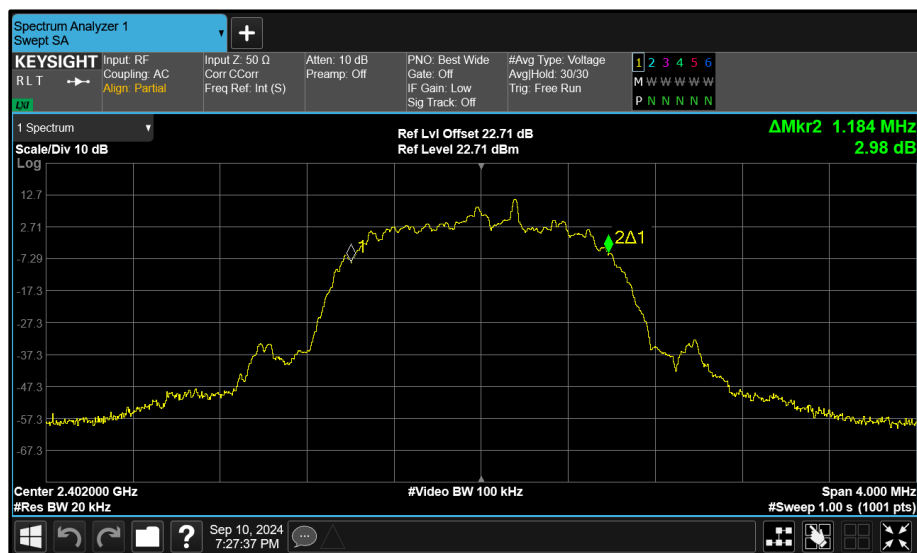 Spectrum Analyzer 1
Swept SA
KEYSIGHT
RLT
LXI
Input: RF
Coupling: AC
Align: Partial
Input Z: 50 Ω
Corr CCorr
Freq Ref: Int (S)
Atten: 10 dB
Preamp: Off
PNO: Best Wide
Gate: Off
IF Gain: Low
Sig Track: Off
#Avg Type: Voltage
Avg|Hold: 30/30
Trig: Free Run
1 2 3 4 5 6
M W W W W W
P N N N N N
1 Spectrum
Scale/Div 10 dB
Log
Ref Lvl Offset 22.71 dB
Ref Level 22.71 dBm
ΔMkr2 1.184 MHz
2.98 dB
12.7
2.71
-7.29
-17.3
-27.3
-37.3
-47.3
-57.3
-67.3
1
2Δ1
Center 2.402000 GHz
#Res BW 20 kHz
#Video BW 100 kHz
Span 4.000 MHz
#Sweep 1.00 s (1001 pts)
?
Sep 10, 2024
7:27:37 PM